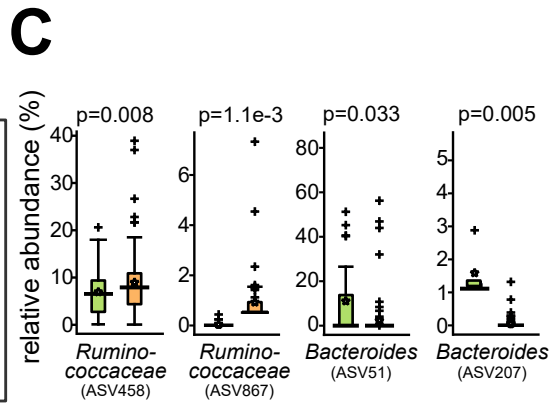 C
relative abundance (%)
p=0.008
40
30
20
10
0
Rumino-
coccaceae
(ASV458)
p=1.1e-3
6
4
2
0
Rumino-
coccaceae
(ASV867)
p=0.033
80
60
40
20
0
Bacteroides
(ASV51)
p=0.005
5
4
3
2
1
0
Bacteroides
(ASV207)